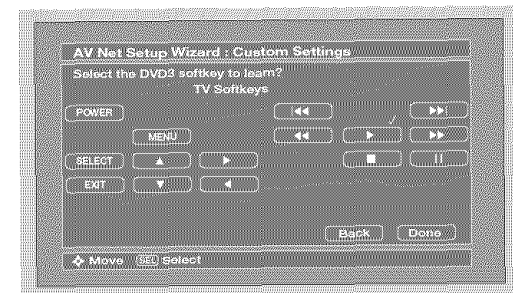 AV Net Setup Wizard : Custom Settings
Select the DVD3 softkey to learn?
TV Softkeys
POWER
MENU
SELECT
EXIT
Back Done
Move SEL Select